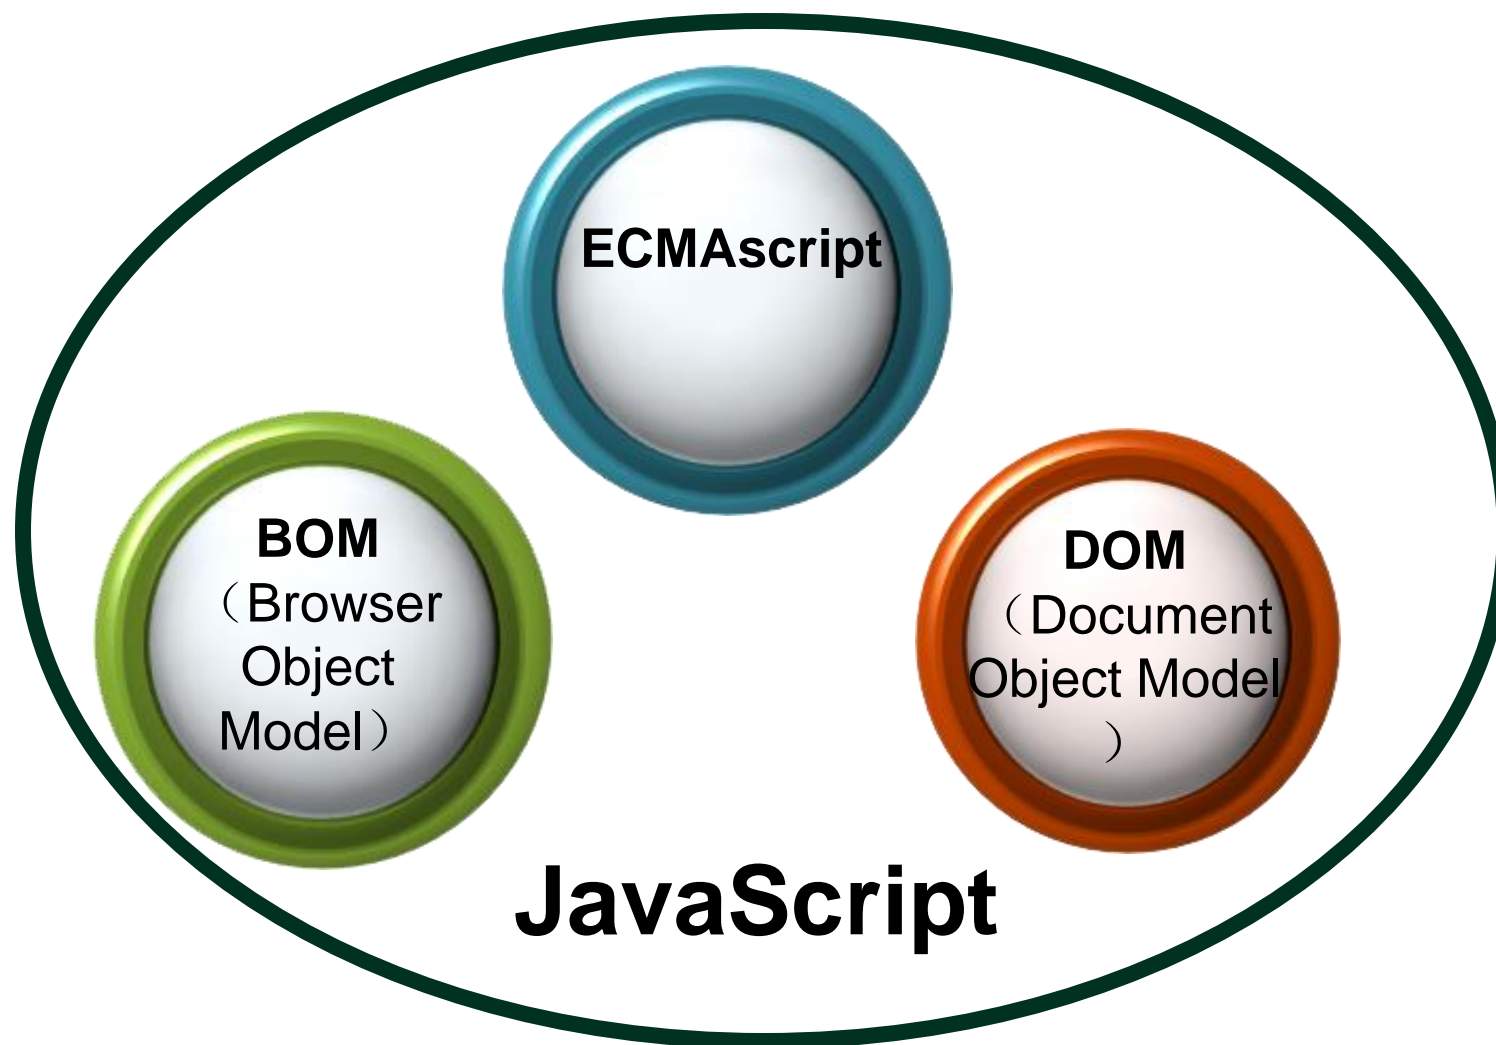 ECMAscript
BOM
（Browser
Object
Model）
DOM
（Document
Object Model
）
JavaScript